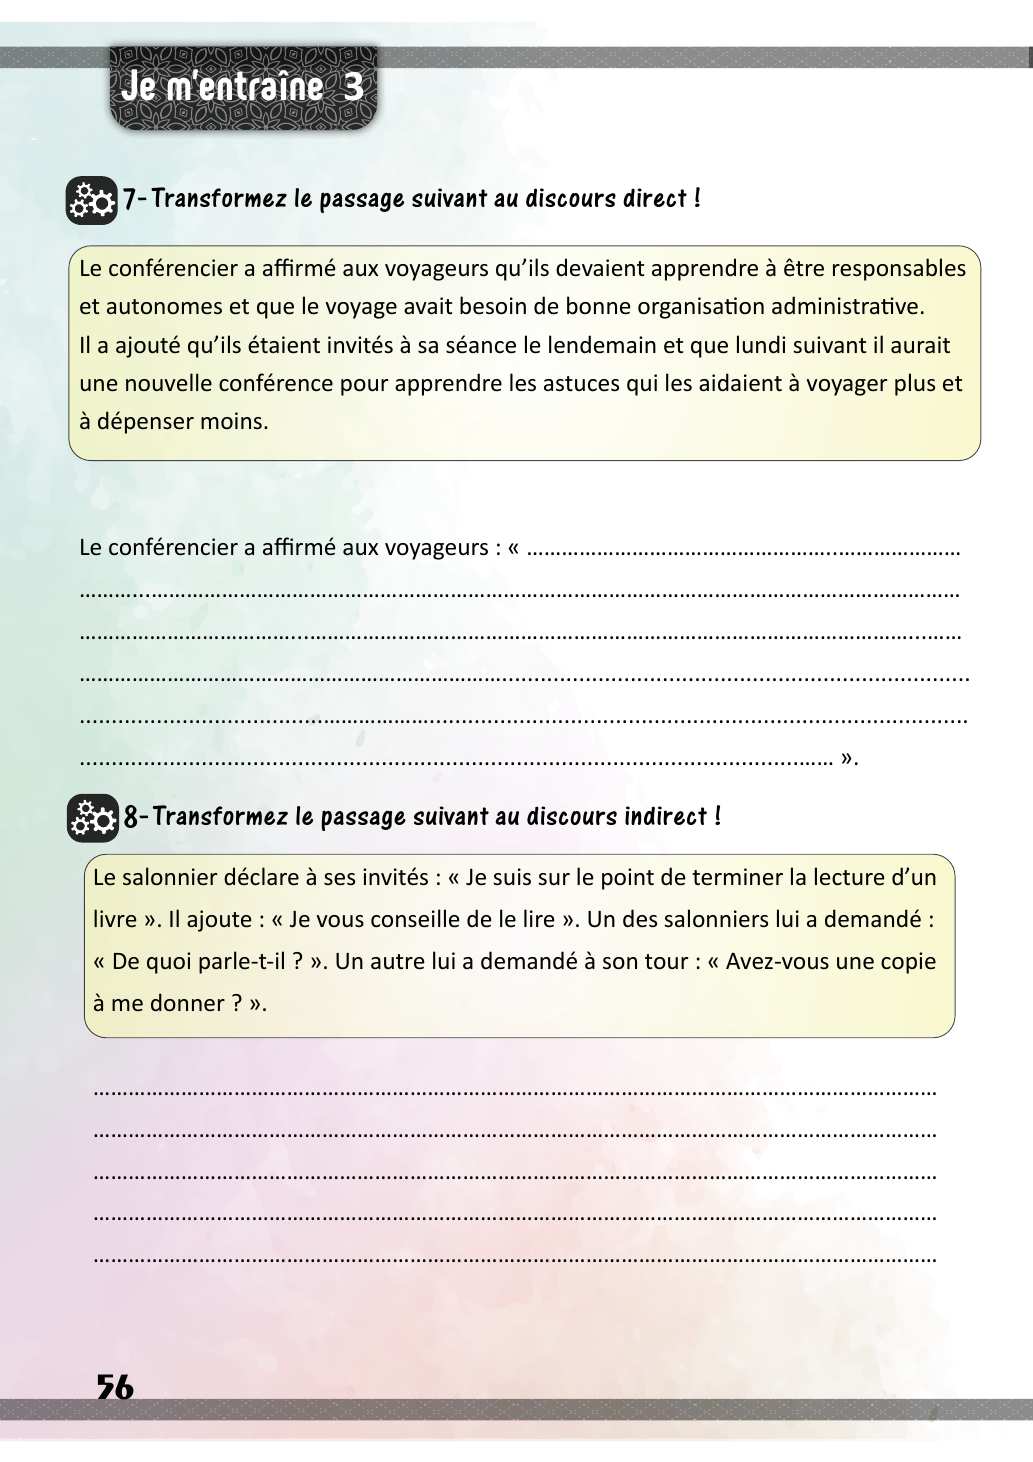 Je m'entraîne 3
7- Transformez le passage suivant au discours direct !
Le conférencier a affirmé aux voyageurs qu’ils devaient apprendre à être responsables
et autonomes et que le voyage avait besoin de bonne organisation administrative.
Il a ajouté qu’ils étaient invités à sa séance le lendemain et que lundi suivant il aurait
une nouvelle conférence pour apprendre les astuces qui les aidaient à voyager plus et
à dépenser moins.
Le conférencier a affirmé aux voyageurs : « ……………………………………………..…………………
………..………………………………………………………………………………………………………………………
………………………………..…………………………………………………………………………………………..……
………………………………………………………………...........................................................................
......................................………………...................................................................................
..................................................................................................................…… ».
8- Transformez le passage suivant au discours indirect !
Le salonnier déclare à ses invités : « Je suis sur le point de terminer la lecture d’un
livre ». Il ajoute : « Je vous conseille de le lire ». Un des salonniers lui a demandé :
« De quoi parle-t-il ? ». Un autre lui a demandé à son tour : « Avez-vous une copie
à me donner ? ».
………………………………………………………………………………………………………………………………
………………………………………………………………………………………………………………………………
………………………………………………………………………………………………………………………………
………………………………………………………………………………………………………………………………
………………………………………………………………………………………………………………………………
56